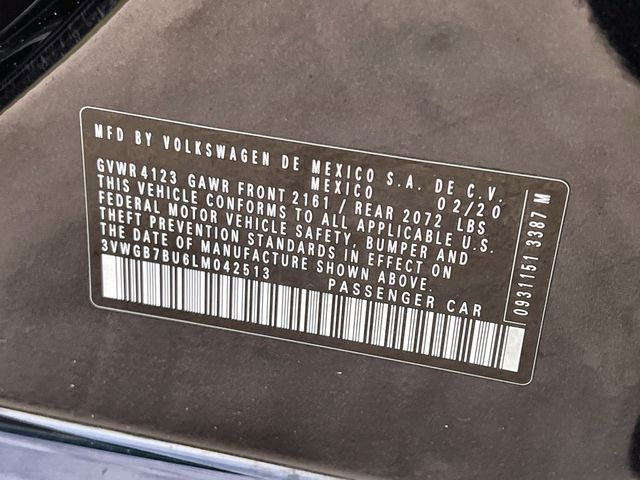 MFD BY VOLKSWAGEN DE MEXICO S.A. DE C.V.
MEXICO 02/20
GVWR 4123 GAWR FRONT 2161 / REAR 2072 LBS
THIS VEHICLE CONFORMS TO ALL APPLICABLE U.S.
FEDERAL MOTOR VEHICLE SAFETY, BUMPER AND
THEFT PREVENTION STANDARDS IN EFFECT ON
THE DATE OF MANUFACTURE SHOWN ABOVE.
3VWGB7BU6LM042513 PASSENGER CAR
0931151 3387 M